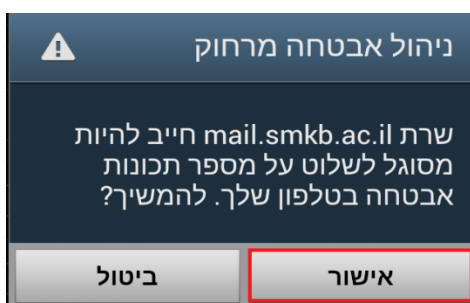 ניהול אבטחה מרחוק
שרת mail.smkb.ac.il חייב להיות
מסוגל לשלוט על מספר תכונות
אבטחה בטלפון שלך. להמשיך?
אישור
ביטול